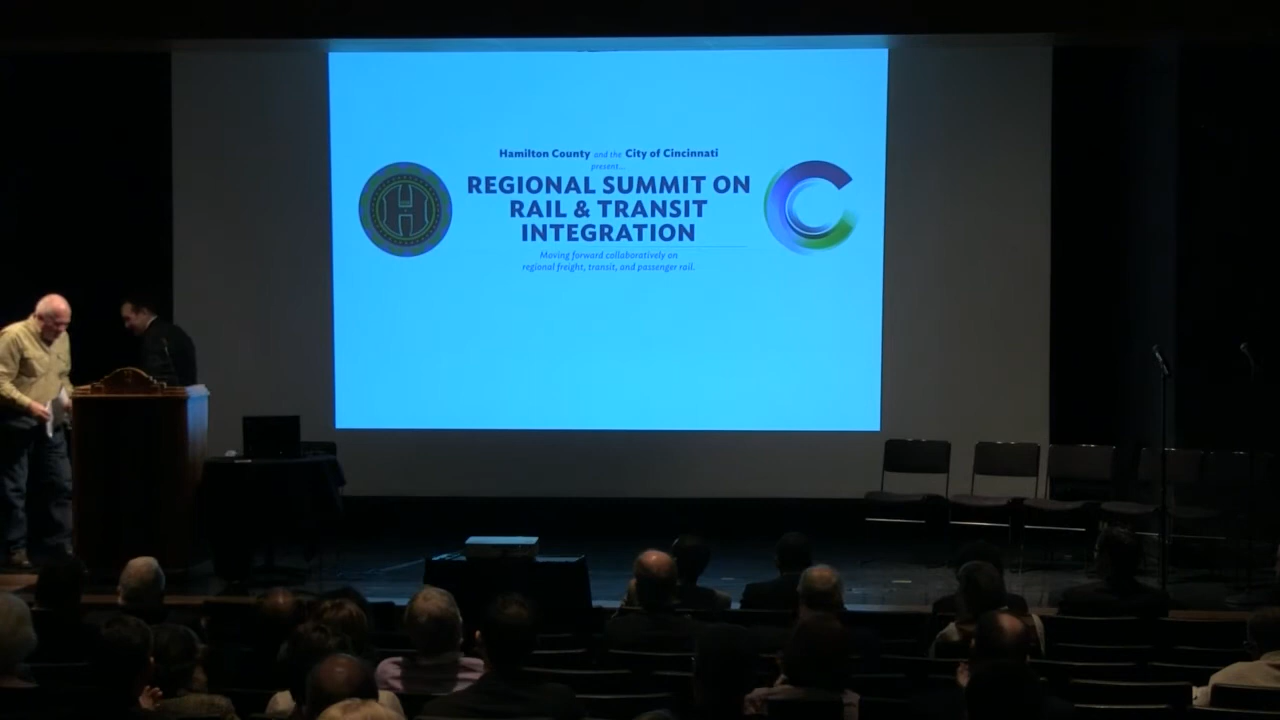 Hamilton County and the City of Cincinnati
present...
REGIONAL SUMMIT ON
RAIL & TRANSIT
INTEGRATION
Moving forward collaboratively on
regional freight, transit, and passenger rail.
H
C